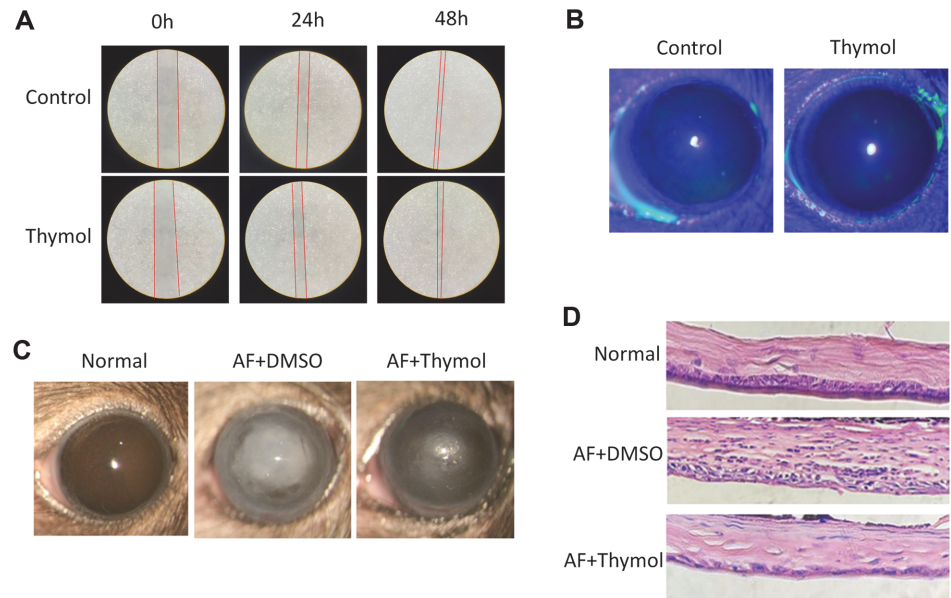 A
0h 24h 48h
Control
Thymol
B
Control Thymol
C
Normal AF+DMSO AF+Thymol
D
Normal
AF+DMSO
AF+Thymol